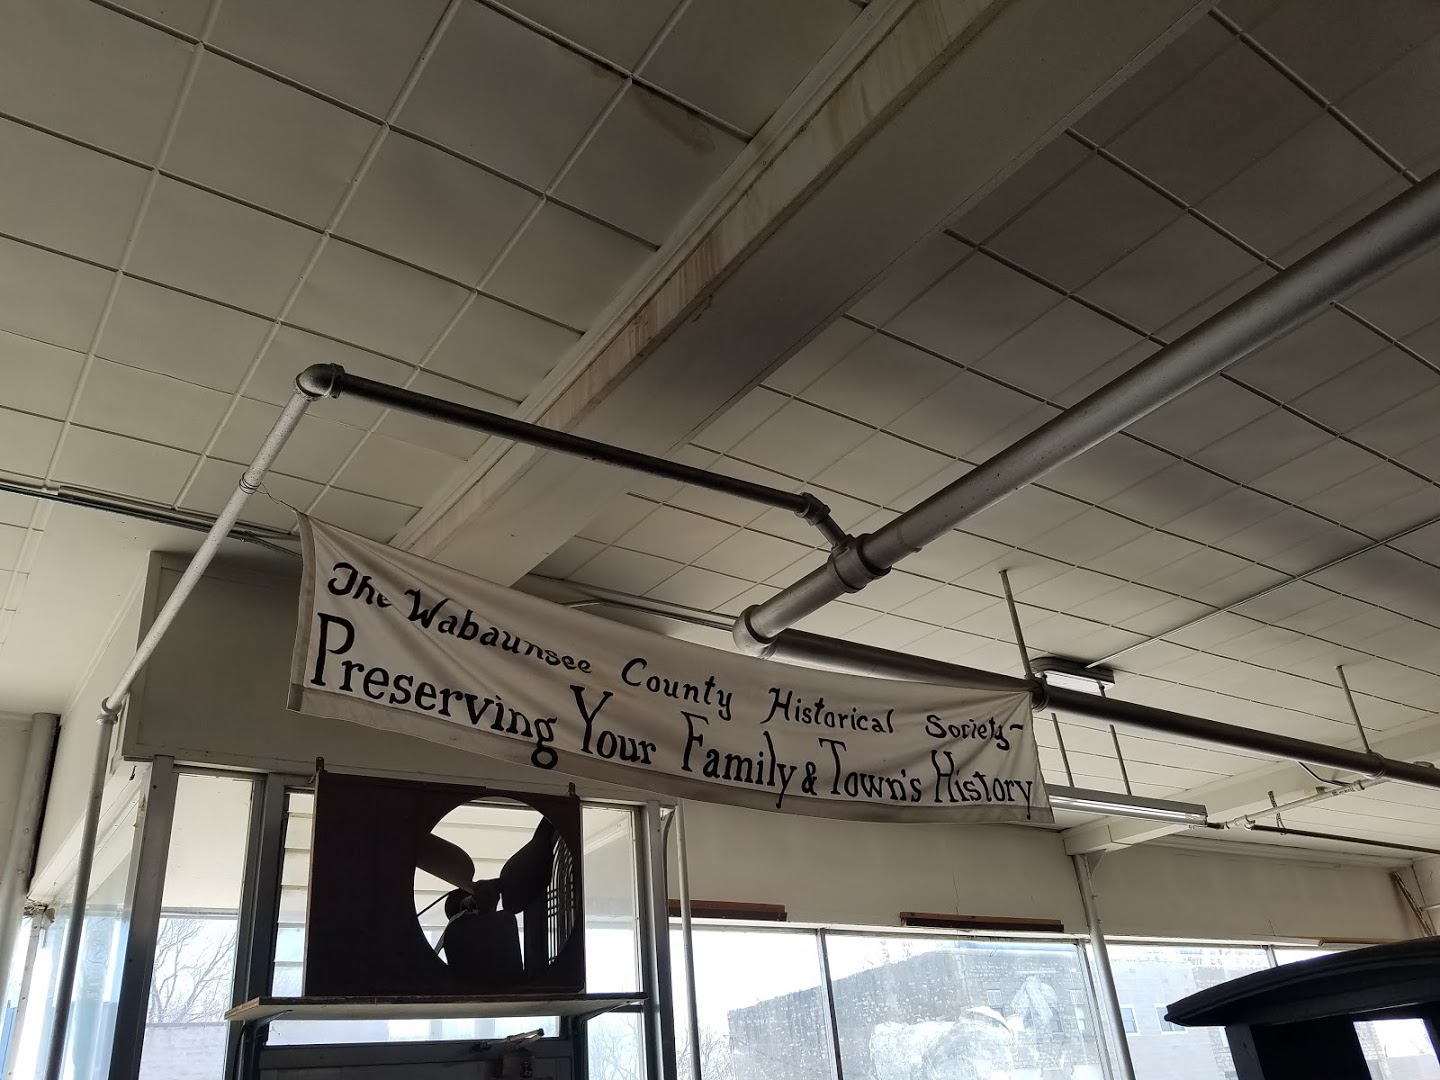 The Wabaunsee County Historical Society~
Preserving Your Family & Town's History